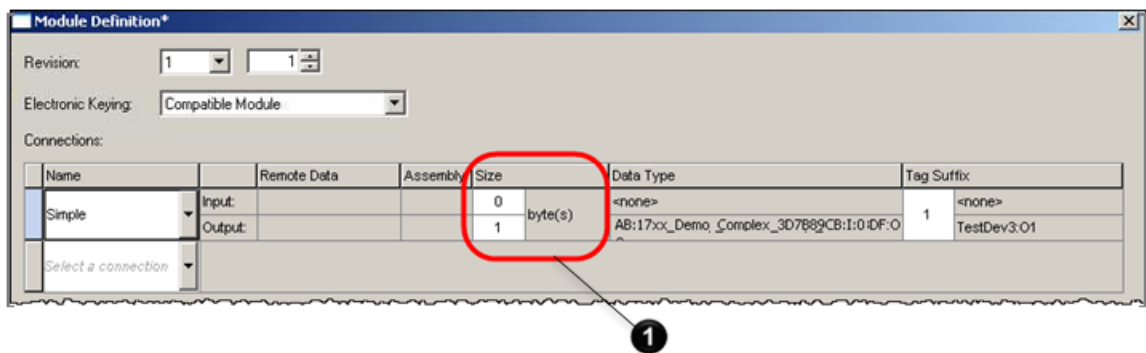 Module Definition*
Revision: 1 1
Electronic Keying: Compatible Module
Connections:
Name Remote Data Assembly Size Data Type Tag Suffix
Simple Input: 0 byte(s) <none> 1 <none>
Output: 1 AB:17xx_Demo_Complex_3D7B89CB:I:0:DF:O TestDev3:O1
Select a connection
1